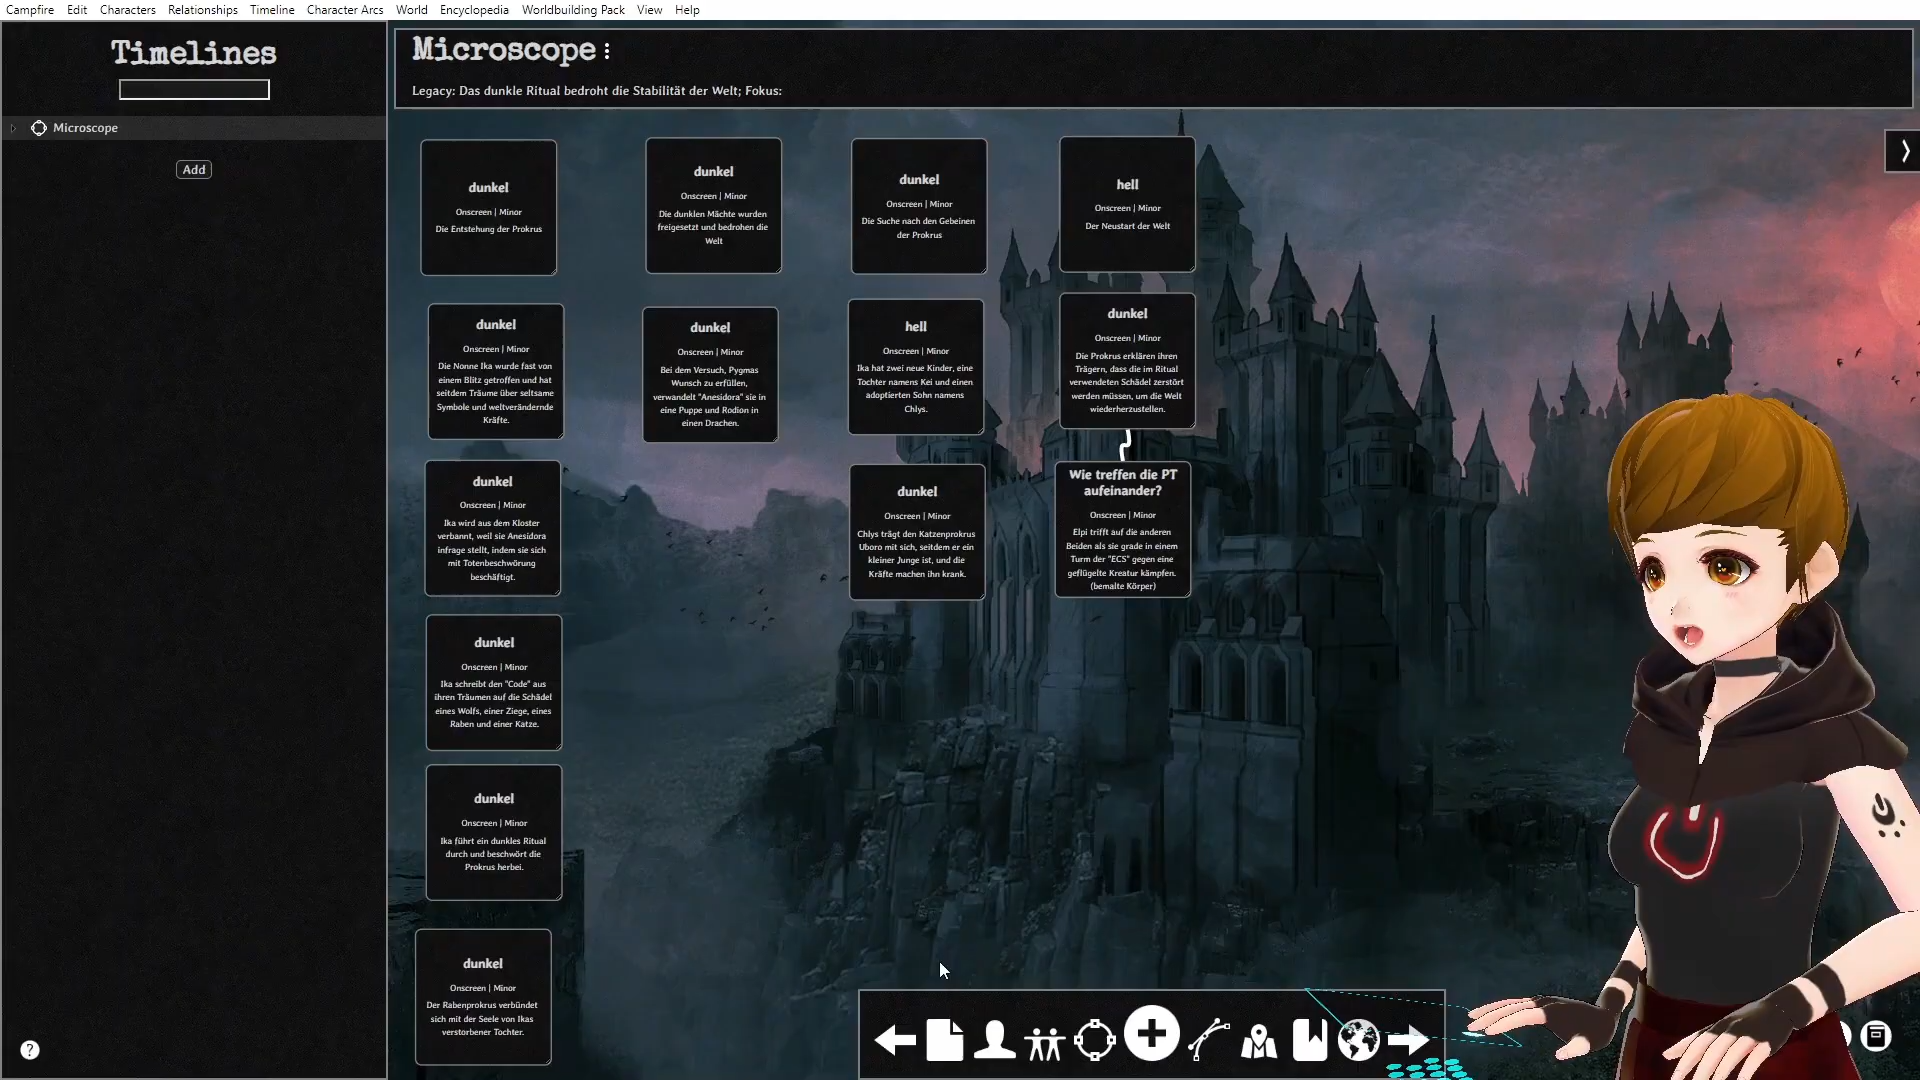 Campfire Edit Characters Relationships Timeline Character Arcs World Encyclopedia Worldbuilding Pack View Help
Timelines
Microscope
Add
Microscope
Legacy: Das dunkle Ritual bedroht die Stabilität der Welt; Fokus:
dunkel
Onscreen | Minor
Die Entstehung der Prokrus
dunkel
Onscreen | Minor
Die dunklen Mächte wurden
freigesetzt und bedrohen die
Welt
dunkel
Onscreen | Minor
Die Suche nach den Gebeinen
der Prokrus
hell
Onscreen | Minor
Der Neustart der Welt
dunkel
Onscreen | Minor
Die Nonne Ika wurde fast von
einem Blitz getroffen und hat
seitdem Träume über seltsame
Symbole und weltverändernde
Kräfte.
dunkel
Onscreen | Minor
Bei dem Versuch, Pygmas
Wunsch zu erfüllen,
verwandelt "Anesidora" sie in
eine Puppe und Rodion in
einen Drachen.
hell
Onscreen | Minor
Ika hat zwei neue Kinder, eine
Tochter namens Kei und einen
adoptierten Sohn namens
Chlys.
dunkel
Onscreen | Minor
Die Prokrus erklären ihren
Trägern, dass die im Ritual
verwendeten Schädel zerstört
werden müssen, um die Welt
wiederherzustellen.
dunkel
Onscreen | Minor
Ika wird aus dem Kloster
verbannt, weil sie Anesidora
infrage stellt, indem sie sich
mit Totenbeschwörung
beschäftigt.
dunkel
Onscreen | Minor
Chlys trägt den Katzenprokrus
Uboro mit sich, seitdem er ein
kleiner Junge ist, und die
Kräfte machen ihn krank.
Wie treffen die PT
aufeinander?
Onscreen | Minor
Elpi trifft auf die anderen
Beiden als sie grade in einem
Turm der "ECS" gegen eine
geflügelte Kreatur kämpfen.
(bemalte Körper)
dunkel
Onscreen | Minor
Ika schreibt den "Code" aus
ihren Träumen auf die Schädel
eines Wolfs, einer Ziege, eines
Raben und einer Katze.
dunkel
Onscreen | Minor
Ika führt ein dunkles Ritual
durch und beschwört die
Prokrus herbei.
dunkel
Onscreen | Minor
Der Rabenprokrus verbündet
sich mit der Seele von Ikas
verstorbener Tochter.
?